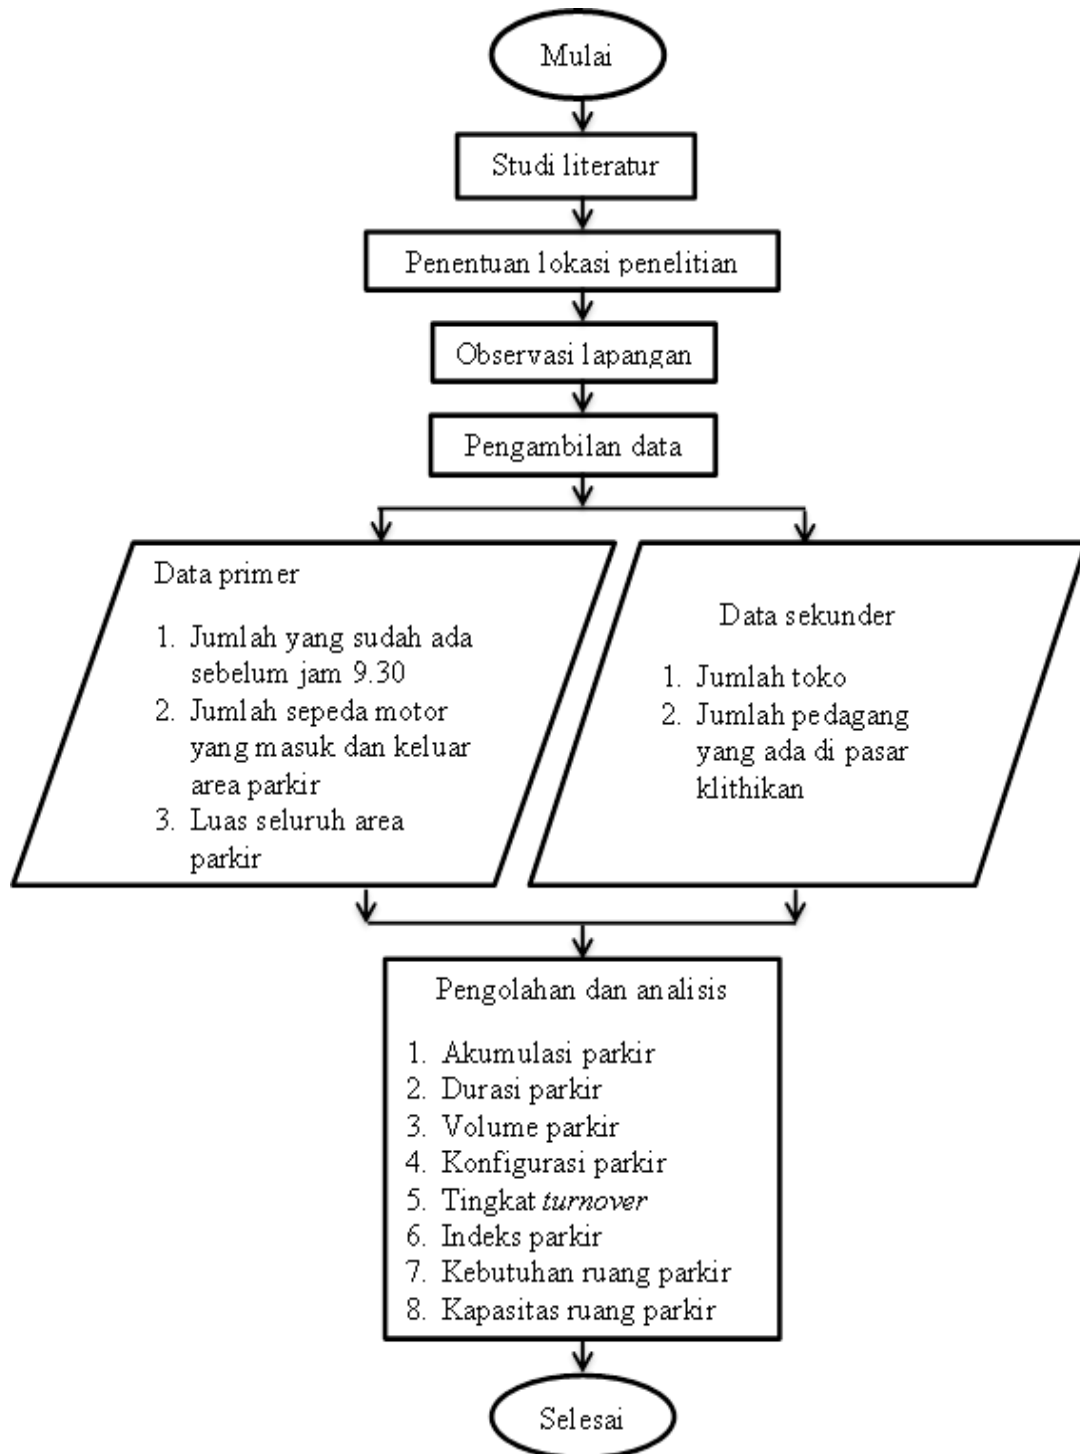 Mulai
Studi literatur
Penentuan lokasi penelitian
Observasi lapangan
Pengambilan data
Data primer
1. Jumlah yang sudah ada
sebelum jam 9.30
2. Jumlah sepeda motor
yang masuk dan keluar
area parkir
3. Luas seluruh area
parkir
Data sekunder
1. Jumlah toko
2. Jumlah pedagang
yang ada di pasar
klithikan
Pengolahan dan analisis
1. Akumulasi parkir
2. Durasi parkir
3. Volume parkir
4. Konfigurasi parkir
5. Tingkat turnover
6. Indeks parkir
7. Kebutuhan ruang parkir
8. Kapasitas ruang parkir
Selesai